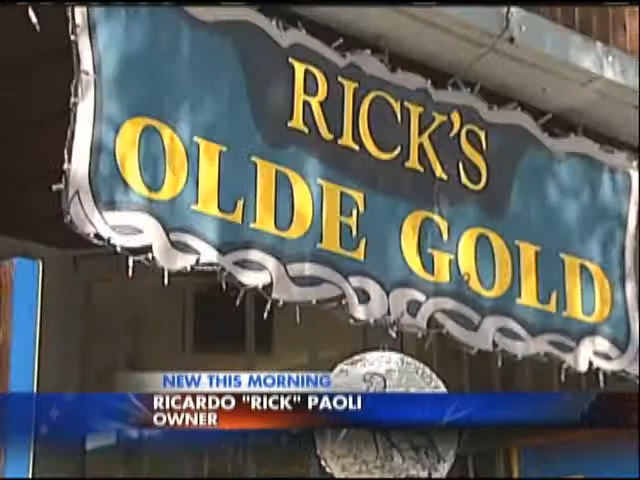 RICK'S
OLDE GOLD
NEW THIS MORNING
RICARDO "RICK" PAOLI
OWNER